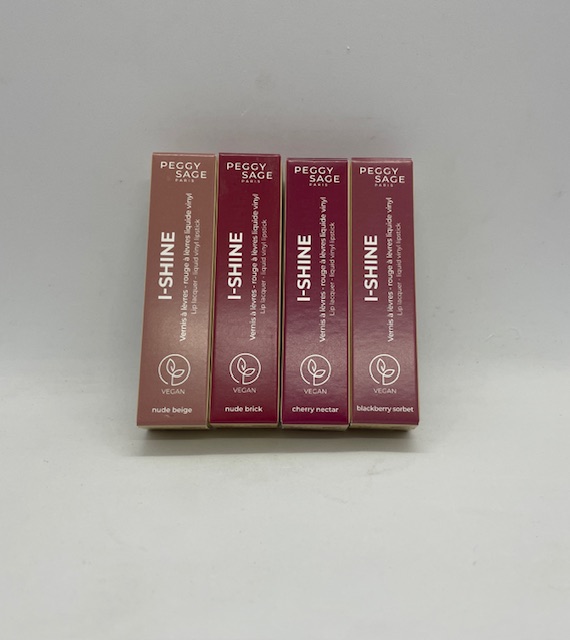 PEGGY
SAGE
PARIS
I-SHINE
Vernis à lèvres - rouge à lèvres liquide vinyl
Lip lacquer - liquid vinyl lipstick
VEGAN
nude beige
PEGGY
SAGE
PARIS
I-SHINE
Vernis à lèvres - rouge à lèvres liquide vinyl
Lip lacquer - liquid vinyl lipstick
VEGAN
nude brick
PEGGY
SAGE
PARIS
I-SHINE
Vernis à lèvres - rouge à lèvres liquide vinyl
Lip lacquer - liquid vinyl lipstick
VEGAN
cherry nectar
PEGGY
SAGE
PARIS
I-SHINE
Vernis à lèvres - rouge à lèvres liquide vinyl
Lip lacquer - liquid vinyl lipstick
VEGAN
blackberry sorbet